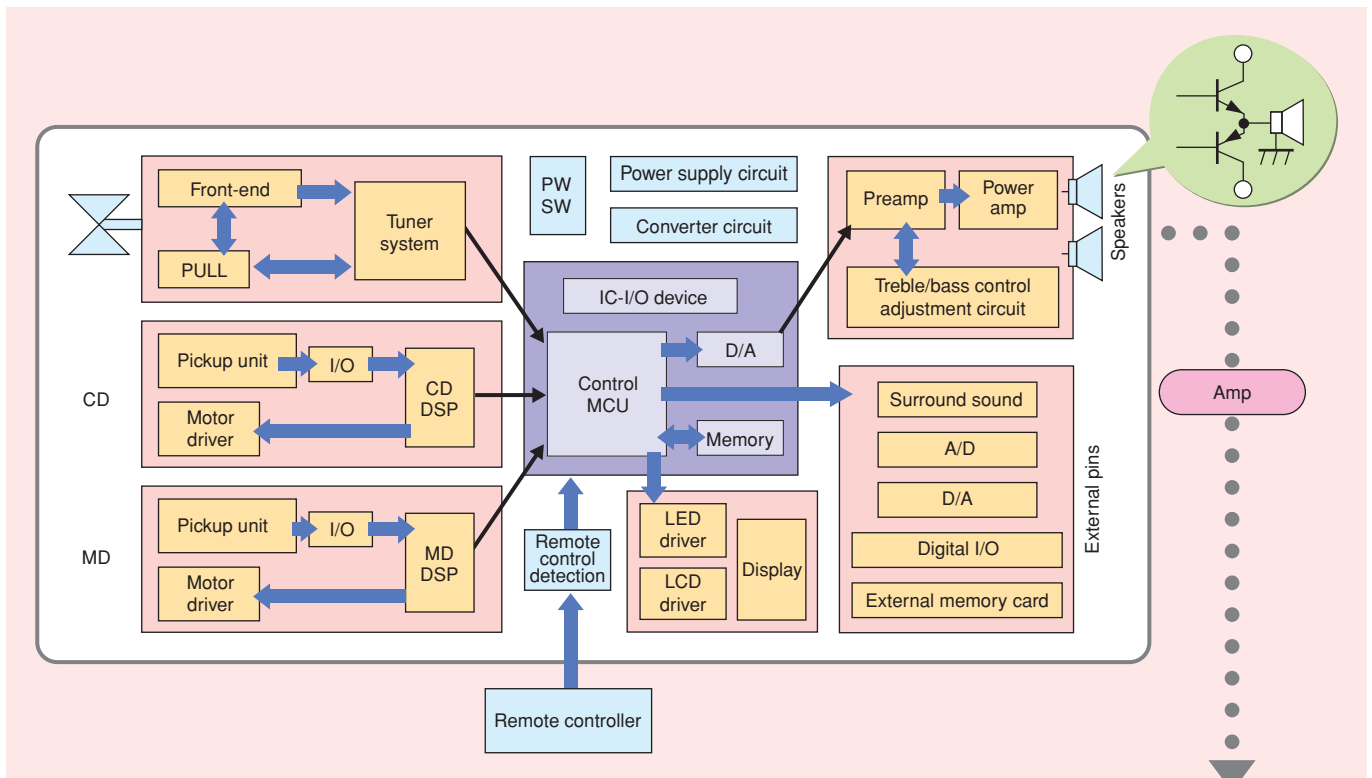 Front-end
PULL
Tuner
system
PW
SW
Power supply circuit
Converter circuit
Preamp
Power
amp
Treble/bass control
adjustment circuit
Speakers
CD
Pickup unit
I/O
CD
DSP
Motor
driver
IC-I/O device
Control
MCU
D/A
Memory
Surround sound
A/D
D/A
Digital I/O
External memory card
External pins
Amp
MD
Pickup unit
I/O
MD
DSP
Motor
driver
Remote
control
detection
LED
driver
LCD
driver
Display
Remote controller